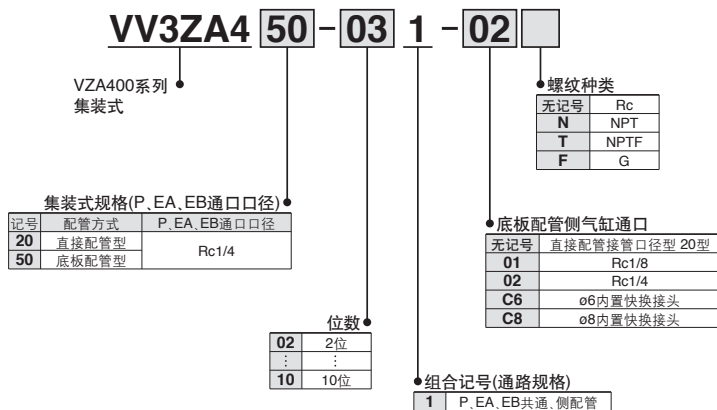 VV3ZA4 50-03 1-02
VZA400系列
集装式
螺纹种类
无记号 Rc
N NPT
T NPTF
F G
集装式规格(P、EA、EB通口口径)
记号 配管方式 P、EA、EB通口口径
20 直接配管型 Rc1/4
50 底板配管型
底板配管侧气缸通口
无记号 直接配管接管口径型 20型
01 Rc1/8
02 Rc1/4
C6 ø6内置快换接头
C8 ø8内置快换接头
位数
02 2位
⋮ ⋮
10 10位
组合记号(通路规格)
1 P、EA、EB共通、侧配管